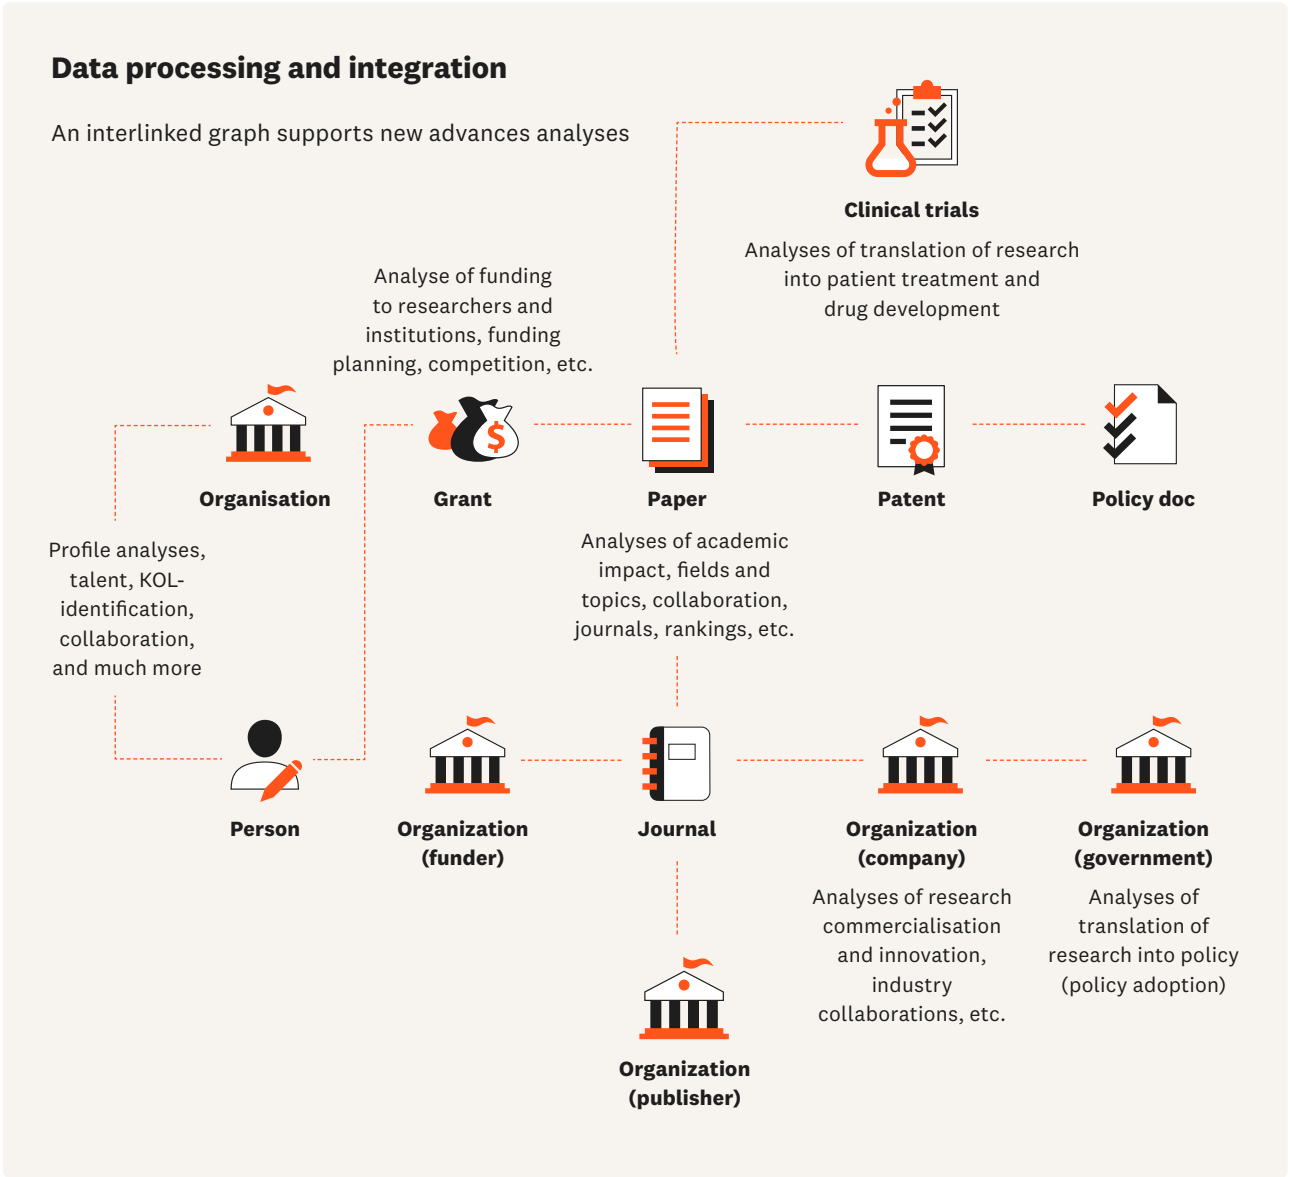 Data processing and integration
An interlinked graph supports new advances analyses
Clinical trials
Analyses of translation of research
into patient treatment and
drug development
Analyse of funding
to researchers and
institutions, funding
planning, competition, etc.
$
Organisation
Grant
Paper
Patent
Policy doc
Profile analyses,
talent, KOL-
identification,
collaboration,
and much more
Analyses of academic
impact, fields and
topics, collaboration,
journals, rankings, etc.
Person
Organization
(funder)
Journal
Organization
(company)
Analyses of research
commercialisation
and innovation,
industry
collaborations, etc.
Organization
(government)
Analyses of
translation of
research into policy
(policy adoption)
Organization
(publisher)